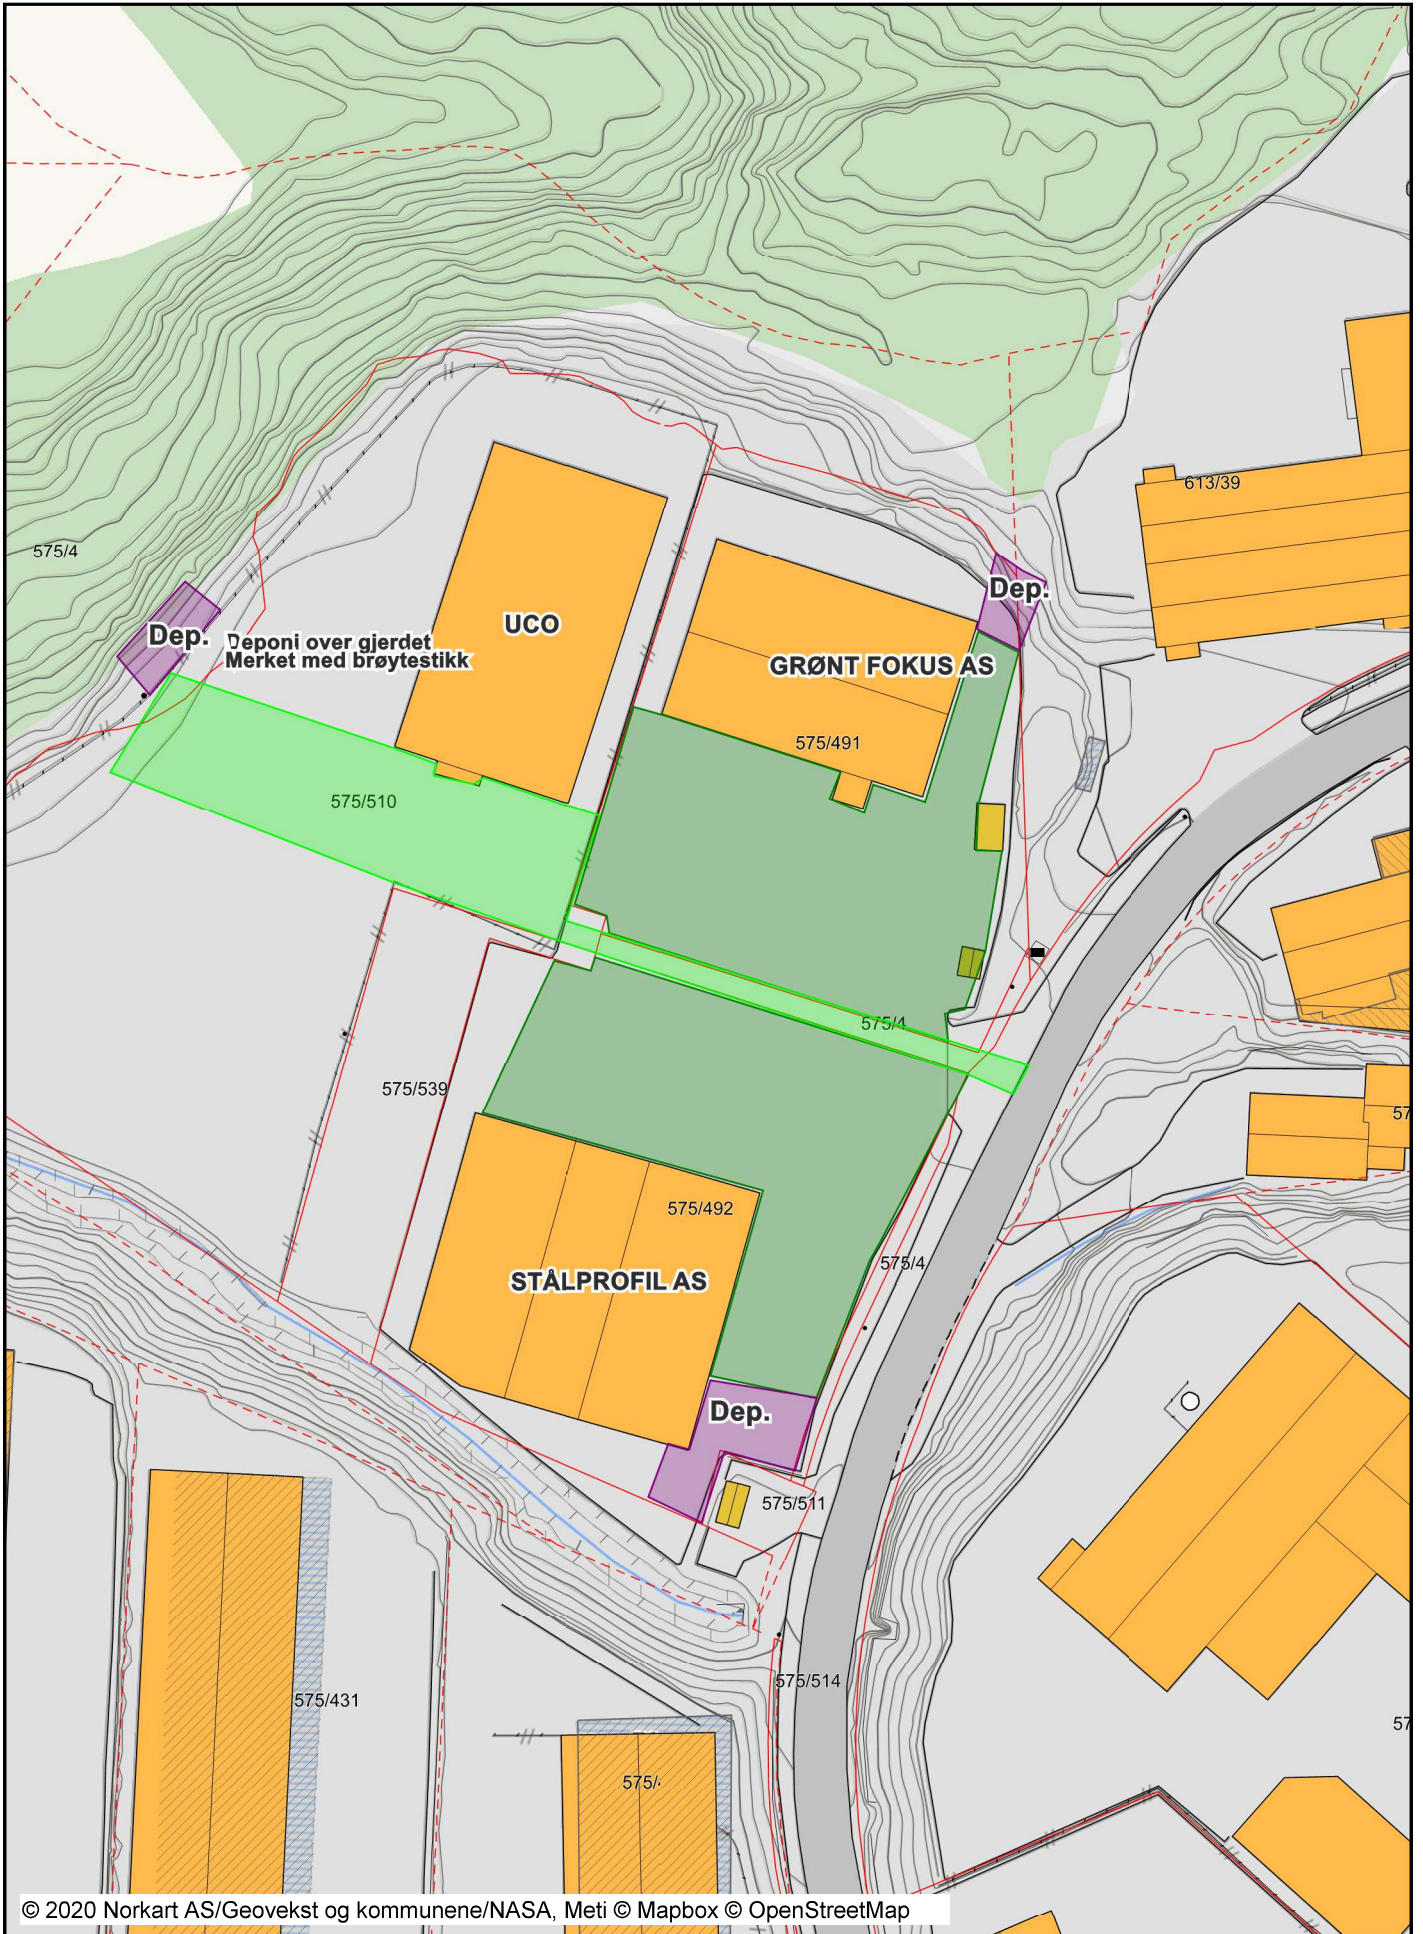 613/39
575/4
Dep.
Dep.
UCO
Deponi over gjerdet
Merket med brøytestikk
GRØNT FOKUS AS
575/491
575/510
575/4
575/539
575/492
575/4
STÅLPROFIL AS
Dep.
575/511
575/514
575/431
© 2020 Norkart AS/Geovekst og kommunene/NASA, Meti © Mapbox © OpenStreetMap